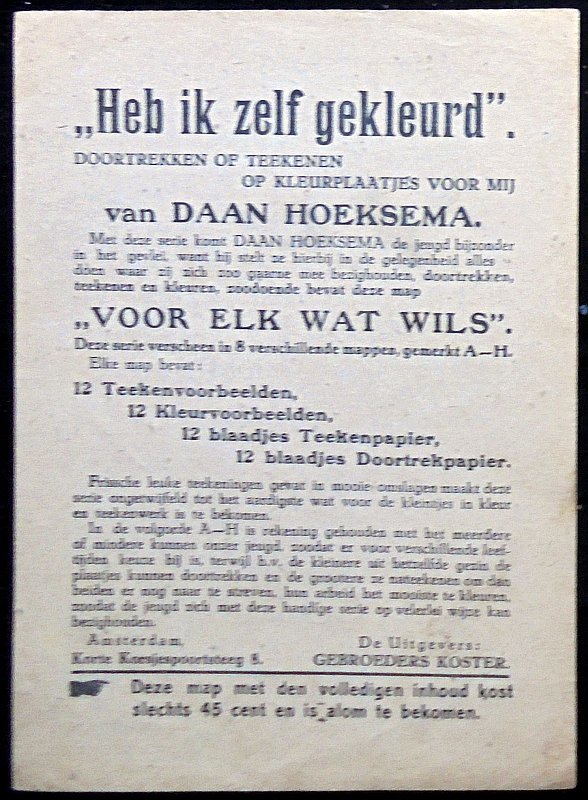 „Heb ik zelf gekleurd”.
DOORTREKKEN OF TEEKENEN
OP KLEURPLAATJES VOOR MIJ
van DAAN HOEKSEMA.
Met deze serie komt DAAN HOEKSEMA de jeugd bijzonder
in het gevlei, want hij stelt ze hierbij in de gelegenheid alles
doen waar zij zich zoo gaarne mee bezighouden, doortrekken,
teekenen en kleuren, zoodoende bevat deze map
„VOOR ELK WAT WILS”.
Deze serie verscheen in 8 verschillende mappen, gemerkt A—H.
Elke map bevat:
12 Teekenvoorbeelden,
12 Kleurvoorbeelden,
12 blaadjes Teekenpapier,
12 blaadjes Doortrekpapier.
Frissche leuke teekeningen gevat in mooie omslagen maakt deze
serie ongetwijfeld tot het aardigste wat voor de kleintjes in kleur
en teekenwerk is te bekomen.
In de volgorde A—H is rekening gehouden met het meerdere
of mindere kunnen onzer jeugd, zoodat er voor verschillende leef-
tijden keuze bij is, terwijl b.v. de kleinere uit hetzelfde gezin de
plaatjes kunnen doortrekken en de grootere ze nateekenen om dan
beiden er nog naar te streven, hun arbeid het mooiste te kleuren,
zoodat de jeugd zich met deze handige serie op velerlei wijze kan
bezighouden.
Amsterdam,
Korte Korsjespoortsteeg 8.
De Uitgevers:
GEBROEDERS KOSTER.
Deze map met den volledigen inhoud kost
slechts 45 cent en is alom te bekomen.